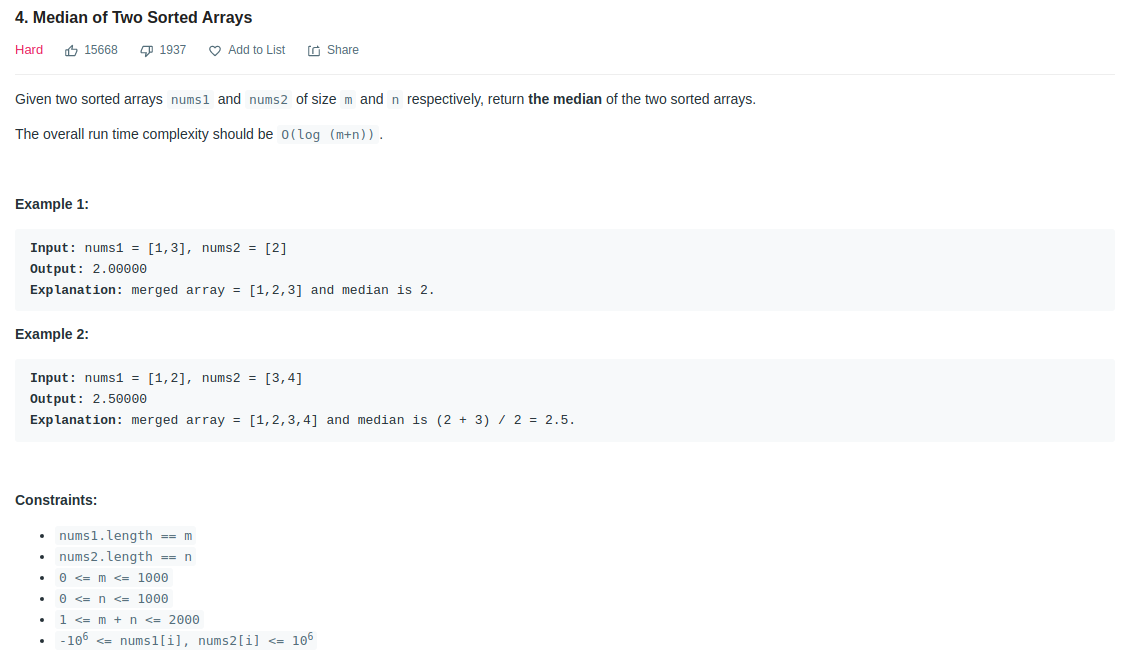 4. Median of Two Sorted Arrays
Hard 15668 1937 Add to List Share
Given two sorted arrays nums1 and nums2 of size m and n respectively, return the median of the two sorted arrays.
The overall run time complexity should be O(log (m+n)).
Example 1:
Input: nums1 = [1,3], nums2 = [2]
Output: 2.00000
Explanation: merged array = [1,2,3] and median is 2.
Example 2:
Input: nums1 = [1,2], nums2 = [3,4]
Output: 2.50000
Explanation: merged array = [1,2,3,4] and median is (2 + 3) / 2 = 2.5.
Constraints:
• nums1.length == m
• nums2.length == n
• 0 <= m <= 1000
• 0 <= n <= 1000
• 1 <= m + n <= 2000
• -10⁶ <= nums1[i], nums2[i] <= 10⁶